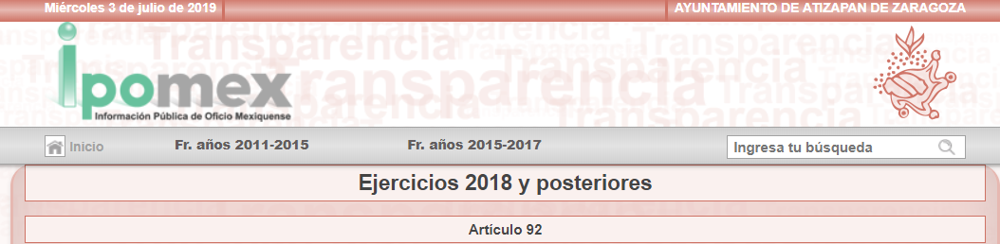 Miércoles 3 de julio de 2019
AYUNTAMIENTO DE ATIZAPAN DE ZARAGOZA
Transparencia
ipomex
Información Pública de Oficio Mexiquense
Inicio
Fr. años 2011-2015
Fr. años 2015-2017
Ingresa tu búsqueda
Ejercicios 2018 y posteriores
Artículo 92